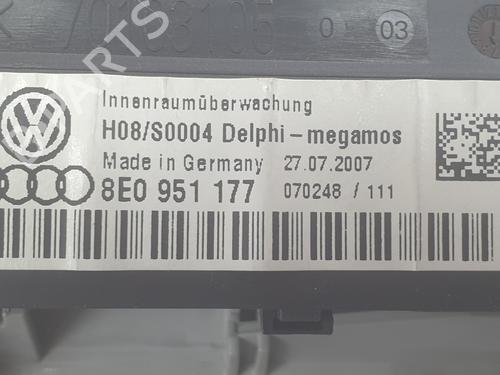 0 03
Innenraumüberwachung
H08/S0004 Delphi - megamos
Made in Germany 27.07.2007
8E0 951 177 070248 / 111